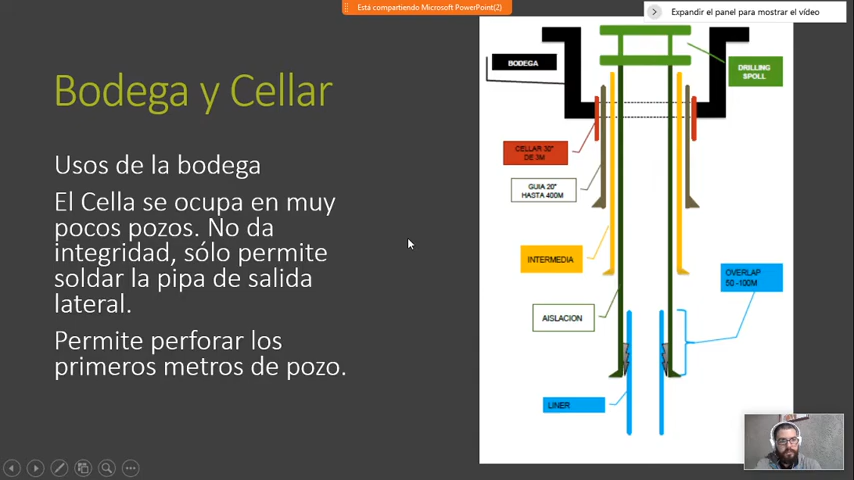 Está compartiendo Microsoft PowerPoint(2)
Expandir el panel para mostrar el vídeo
Bodega y Cellar
Usos de la bodega
El Cella se ocupa en muy
pocos pozos. No da
integridad, sólo permite
soldar la pipa de salida
lateral.
Permite perforar los
primeros metros de pozo.
BODEGA
DRILLING
SPOLL
CELLAR 30"
DE 3M
GUIA 20"
HASTA 400M
INTERMEDIA
OVERLAP
50 -100M
AISLACION
LINER